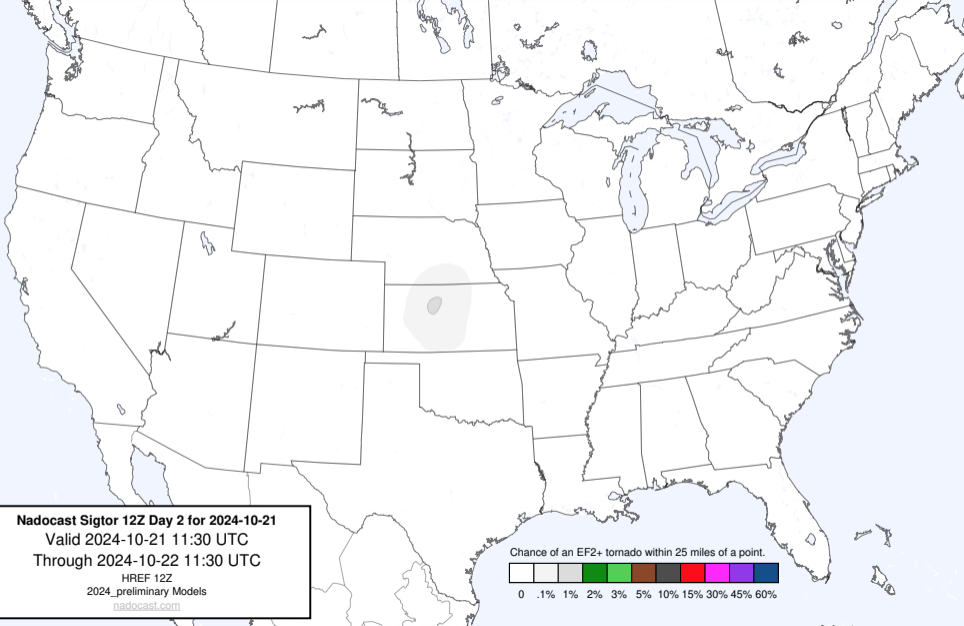 Nadocast Sigtor 12Z Day 2 for 2024-10-21
Valid 2024-10-21 11:30 UTC
Through 2024-10-22 11:30 UTC
HREF 12Z
2024_preliminary Models
nadocast.com
Chance of an EF2+ tornado within 25 miles of a point.
0 .1% 1% 2% 3% 5% 10% 15% 30% 45% 60%